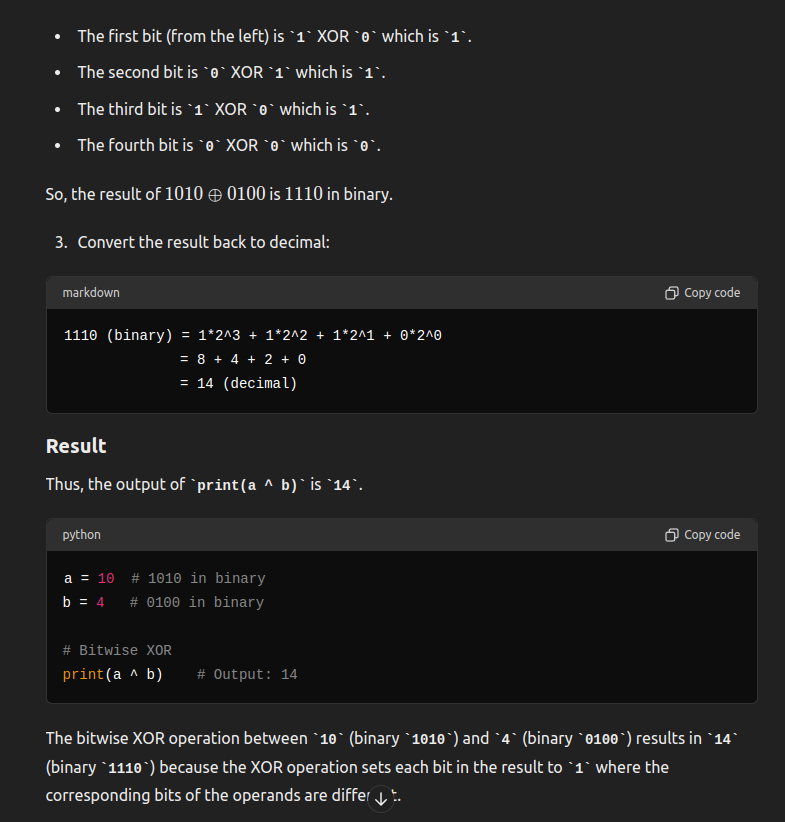 • The first bit (from the left) is `1` XOR `0` which is `1`.
• The second bit is `0` XOR `1` which is `1`.
• The third bit is `1` XOR `0` which is `1`.
• The fourth bit is `0` XOR `0` which is `0`.
So, the result of 1010 ⊕ 0100 is 1110 in binary.
3. Convert the result back to decimal:
markdown Copy code
1110 (binary) = 1*2^3 + 1*2^2 + 1*2^1 + 0*2^0
= 8 + 4 + 2 + 0
= 14 (decimal)
Result
Thus, the output of `print(a ^ b)` is `14`.
python Copy code
a = 10 # 1010 in binary
b = 4 # 0100 in binary
# Bitwise XOR
print(a ^ b) # Output: 14
The bitwise XOR operation between `10` (binary `1010`) and `4` (binary `0100`) results in `14`
(binary `1110`) because the XOR operation sets each bit in the result to `1` where the
corresponding bits of the operands are